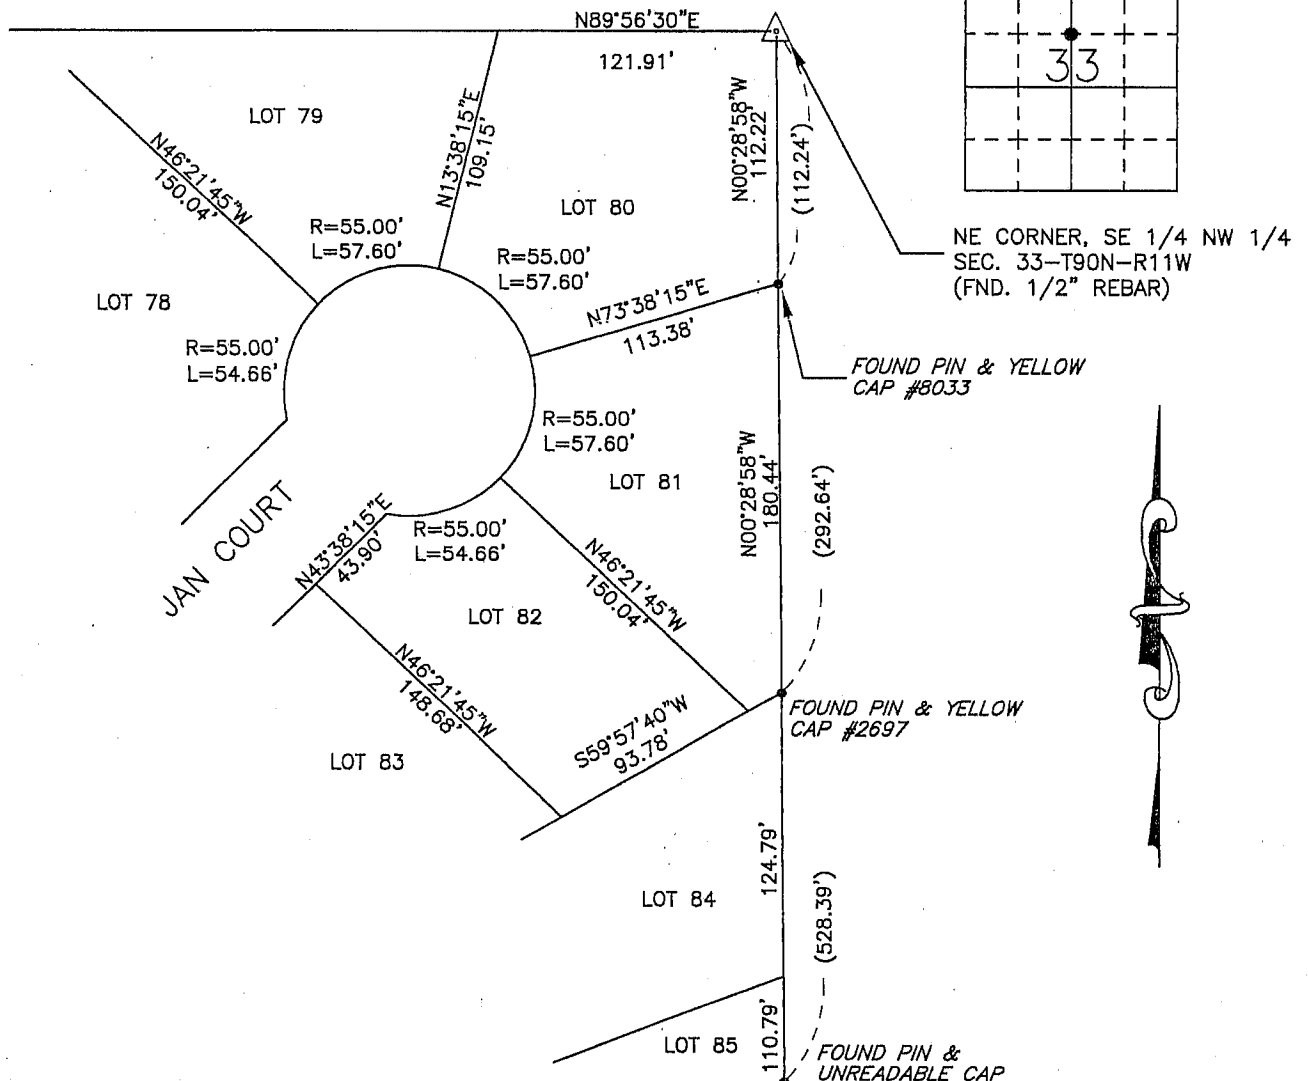 N89°56'30"E
121.91'
33
LOT 79
N13°38'15"E
109.15'
N00°28'58"W
112.22'
(112.24')
N46°21'45"W
150.04'
LOT 80
R=55.00'
L=57.60'
R=55.00'
L=57.60'
NE CORNER, SE 1/4 NW 1/4
SEC. 33-T90N-R11W
(FND. 1/2" REBAR)
LOT 78
N73°38'15"E
113.38'
R=55.00'
L=54.66'
FOUND PIN & YELLOW
CAP #8033
R=55.00'
L=57.60'
LOT 81
N00°28'58"W
180.44'
(292.64')
JAN COURT
N43°38'15"E
43.90'
R=55.00'
L=54.66'
N46°21'45"W
150.04'
LOT 82
N46°21'45"W
148.68'
S59°57'40"W
93.78'
FOUND PIN & YELLOW
CAP #2697
LOT 83
124.79'
LOT 84
(528.39')
110.79'
LOT 85
FOUND PIN &
UNREADABLE CAP